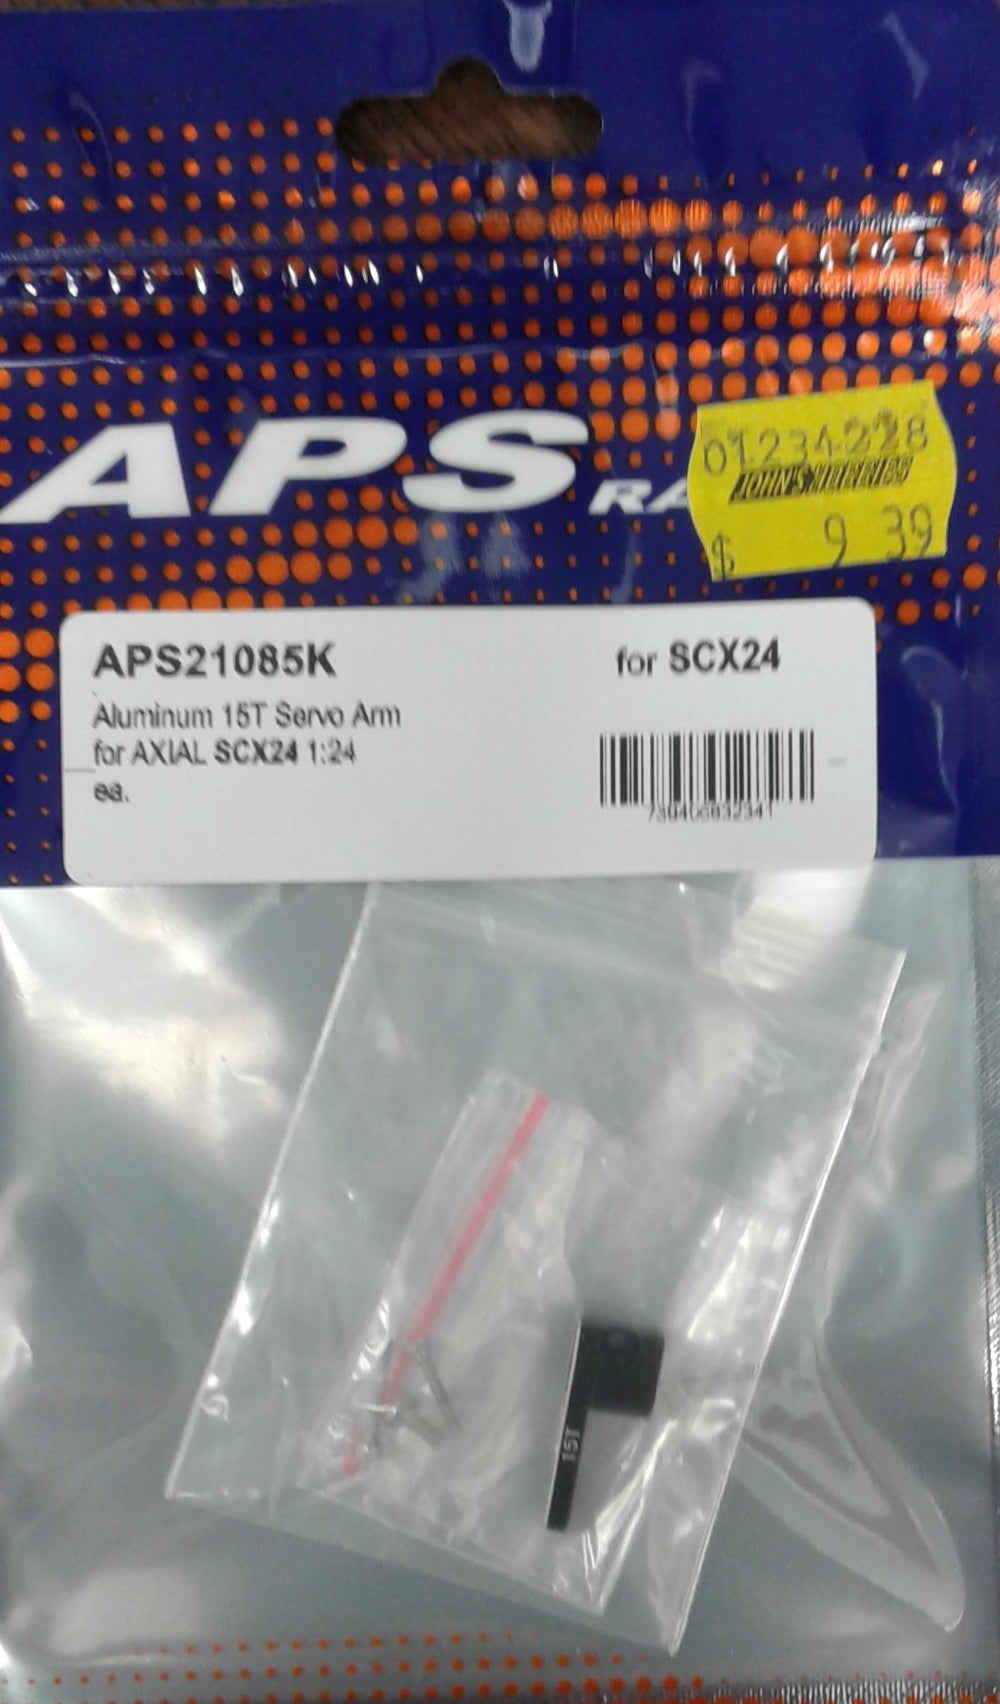 APS
01234228
JOHN'S HOBBIES
$ 9 39
APS21085K
for SCX24
Aluminum 15T Servo Arm
for AXIAL SCX24 1:24
ea.
15T